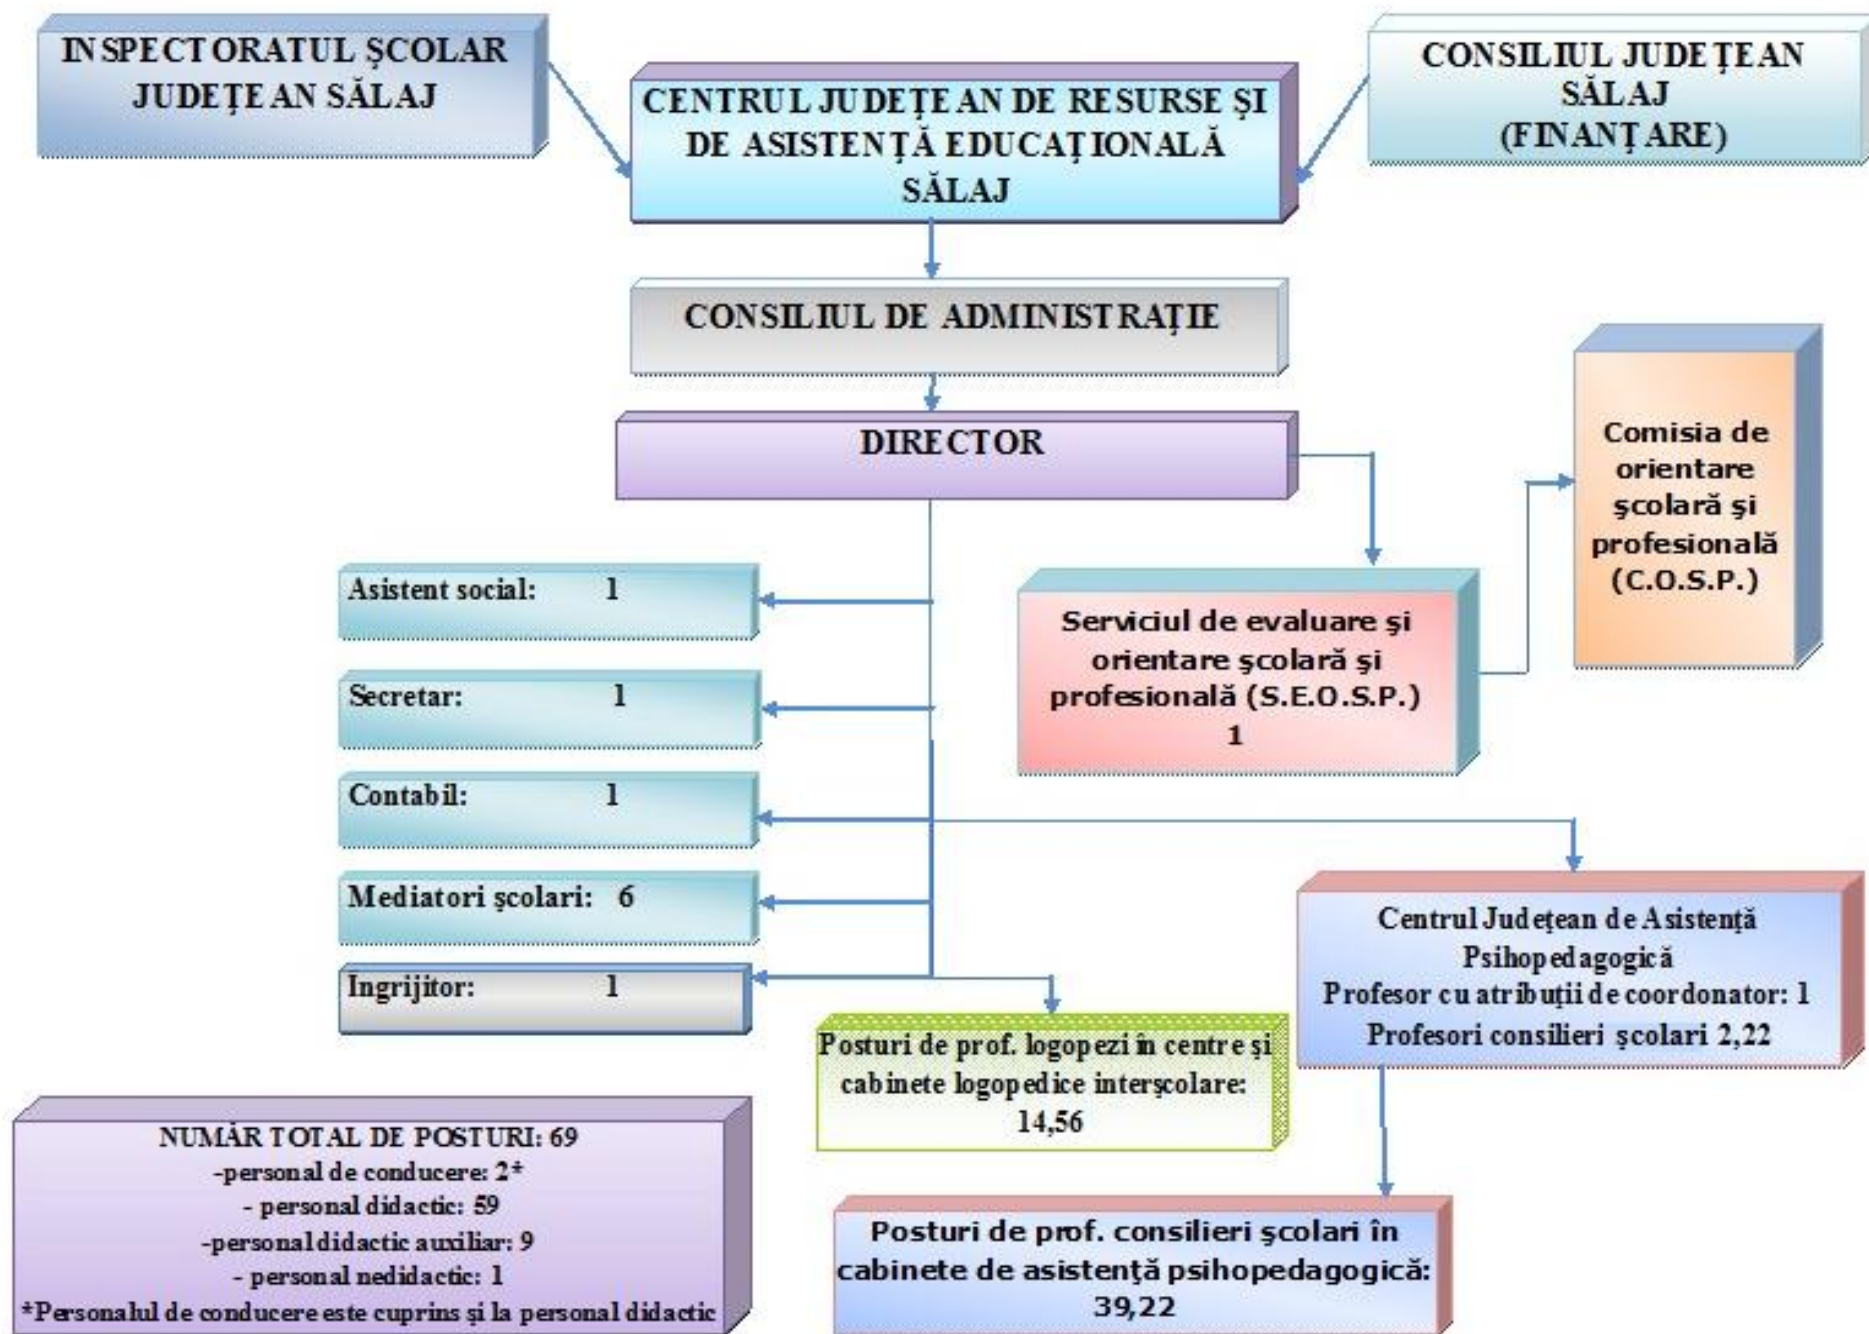 INSPECTORATUL ŞCOLAR
JUDEŢEAN SĂLAJ
CENTRUL JUDEŢEAN DE RESURSE ŞI
DE ASISTENŢĂ EDUCAŢIONALĂ
SĂLAJ
CONSILIUL JUDEŢEAN
SĂLAJ
(FINANŢARE)
CONSILIUL DE ADMINISTRAŢIE
DIRECTOR
Comisia de
orientare
şcolară şi
profesională
(C.O.S.P.)
Serviciul de evaluare şi
orientare şcolară şi
profesională (S.E.O.S.P.)
1
Asistent social: 1
Secretar: 1
Contabil: 1
Mediatori şcolari: 6
Ingrijitor: 1
Centrul Judeţean de Asistenţă
Psihopedagogică
Profesor cu atribuţii de coordonator: 1
Profesori consilieri şcolari 2,22
Posturi de prof. logopezi în centre şi
cabinete logopedice interşcolare:
14,56
Posturi de prof. consilieri şcolari în
cabinete de asistenţă psihopedagogică:
39,22
NUMĂR TOTAL DE POSTURI: 69
-personal de conducere: 2*
- personal didactic: 59
-personal didactic auxiliar: 9
- personal nedidactic: 1
*Personalul de conducere este cuprins şi la personal didactic